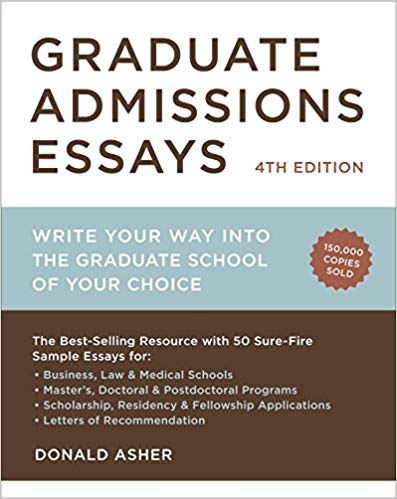 GRADUATE
ADMISSIONS
ESSAYS 4TH EDITION
WRITE YOUR WAY INTO
THE GRADUATE SCHOOL
OF YOUR CHOICE
150,000
COPIES
SOLD
The Best-Selling Resource with 50 Sure-Fire
Sample Essays for:
• Business, Law & Medical Schools
• Master's, Doctoral & Postdoctoral Programs
• Scholarship, Residency & Fellowship Applications
• Letters of Recommendation
DONALD ASHER